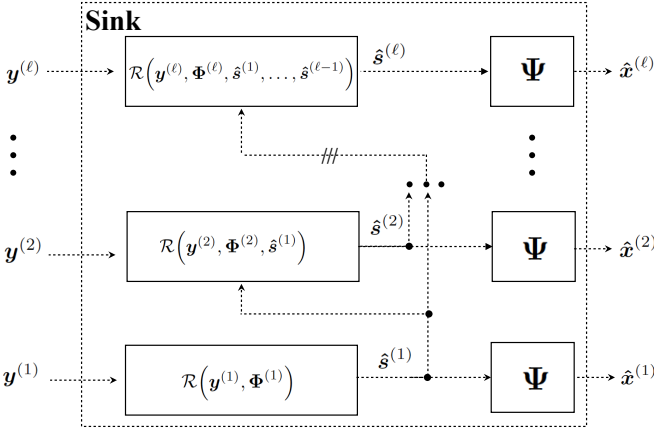 Sink
𝒚^(ℓ) ℛ(𝒚^(ℓ), 𝚽^(ℓ), ŝ^(1), . . . , ŝ^(ℓ−1)) ŝ^(ℓ) 𝚿 x̂^(ℓ)
𝒚^(2) ℛ(𝒚^(2), 𝚽^(2), ŝ^(1)) ŝ^(2) 𝚿 x̂^(2)
𝒚^(1) ℛ(𝒚^(1), 𝚽^(1)) ŝ^(1) 𝚿 x̂^(1)